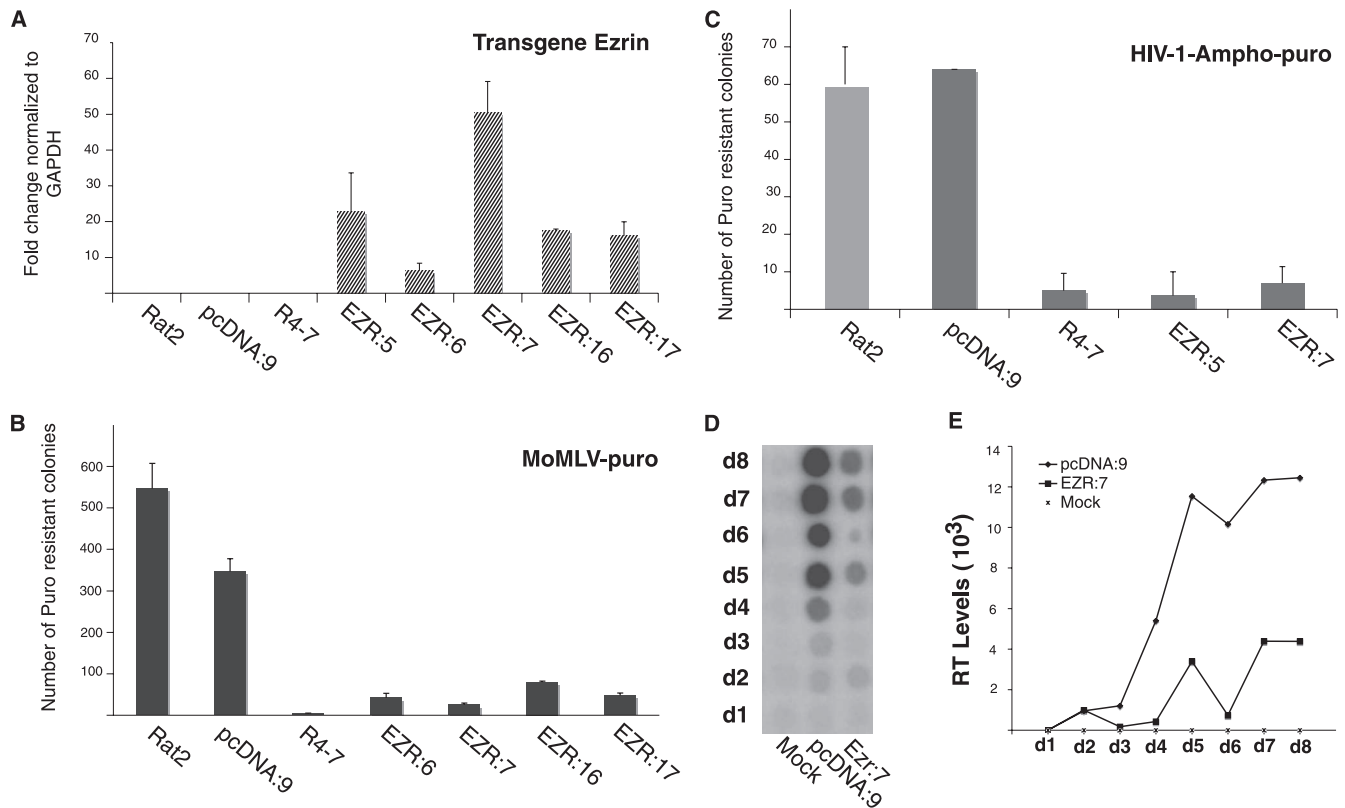 A
Transgene Ezrin
Fold change normalized to
GAPDH
70
60
50
40
30
20
10
Rat2
pcDNA:9
R4-7
EZR:5
EZR:6
EZR:7
EZR:16
EZR:17
B
MoMLV-puro
Number of Puro resistant colonies
600
500
400
300
200
100
Rat2
pcDNA:9
R4-7
EZR:6
EZR:7
EZR:16
EZR:17
C
HIV-1-Ampho-puro
Number of Puro resistant colonies
70
60
70
60
30
20
10
Rat2
pcDNA:9
R4-7
EZR:5
EZR:7
D
d8
d7
d6
d5
d4
d3
d2
d1
Mock
pcDNA:9
Ezr:7
E
RT Levels ( 10³)
14
12
12
8
6
4
2
pcDNA:9
EZR:7
Mock
d1
d2
d3
d4
d5
d6
d7
d8